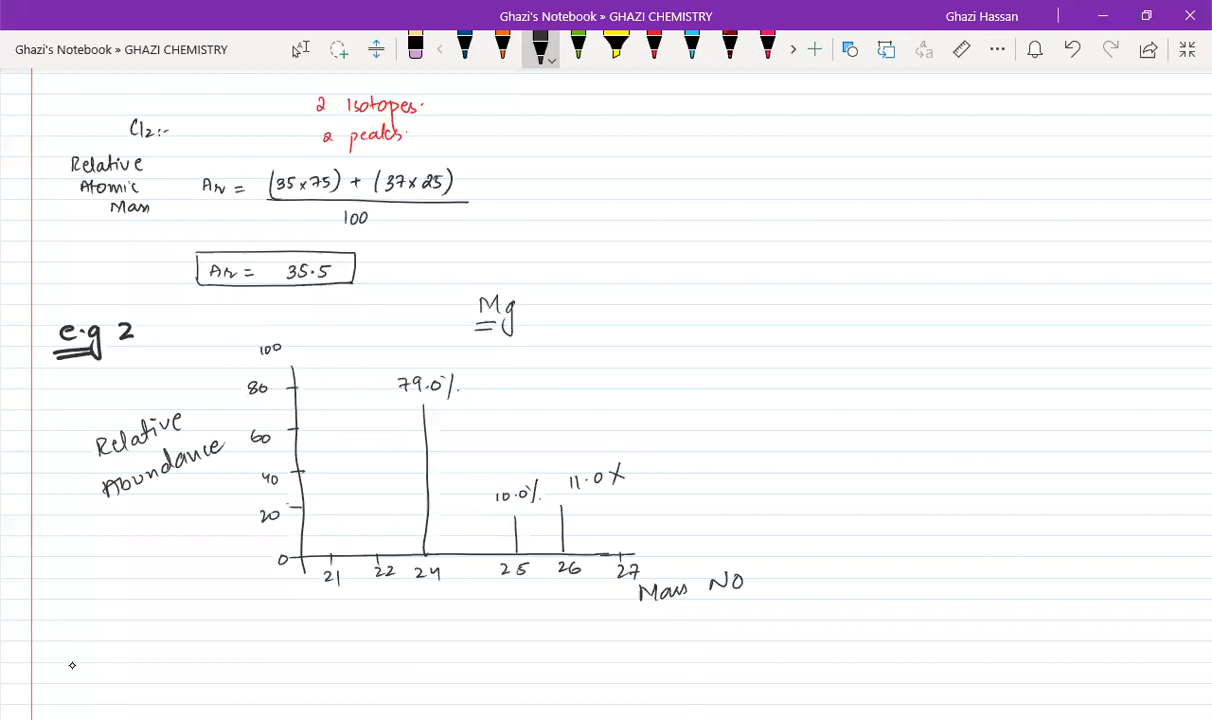 Ghazi's Notebook » GHAZI CHEMISTRY
Ghazi Hassan
Ghazi's Notebook » GHAZI CHEMISTRY
2 Isotopes.
2 peaks.
Cl2:-
Relative
Atomic
Mass
Ar = (35×75) + (37×25)
100
Ar = 35.5
e.g 2
Mg
100
80
60
40
20
0
Relative
Abundance
79.0%.
10.0%.
11.0%
21 22 24 25 26 27
Mass NO